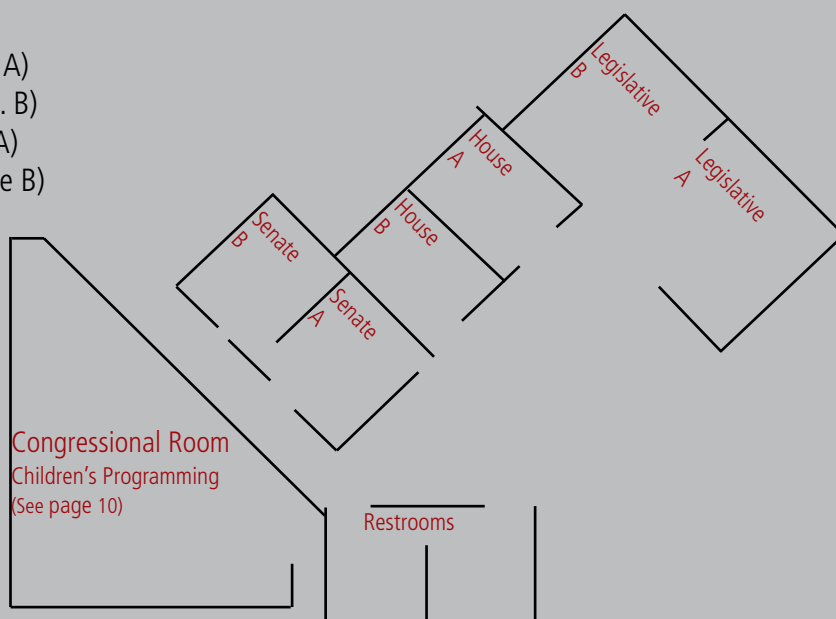 A)
. B)
A)
e B)
Legislative
B
Legislative
A
House
A
House
B
Senate
B
Senate
A
Congressional Room
Children's Programming
(See page 10)
Restrooms